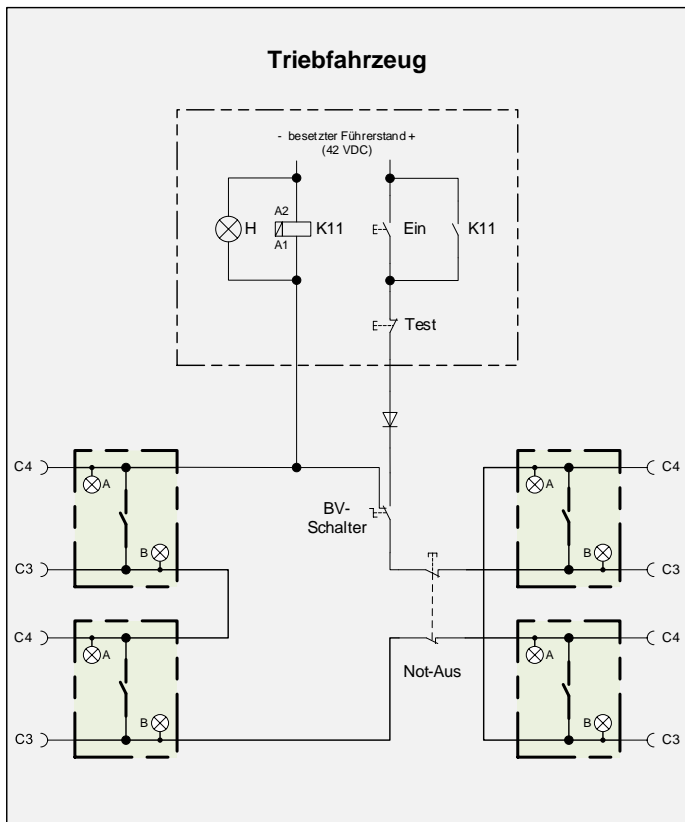 Triebfahrzeug
- besetzter Führerstand +
(42 VDC)
A2
H
K11
Ein
K11
A1
Test
C4
A
A
C4
BV-
Schalter
B
B
C3
C3
C4
A
A
C4
Not-Aus
B
B
C3
C3